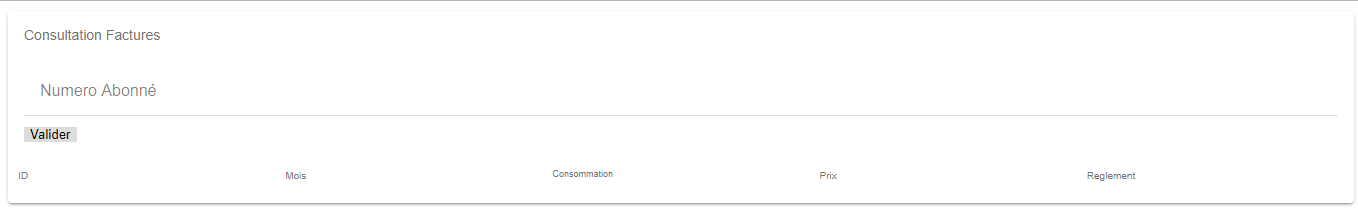 Consultation Factures
Numero Abonné
Valider
ID Mois Consommation Prix Reglement